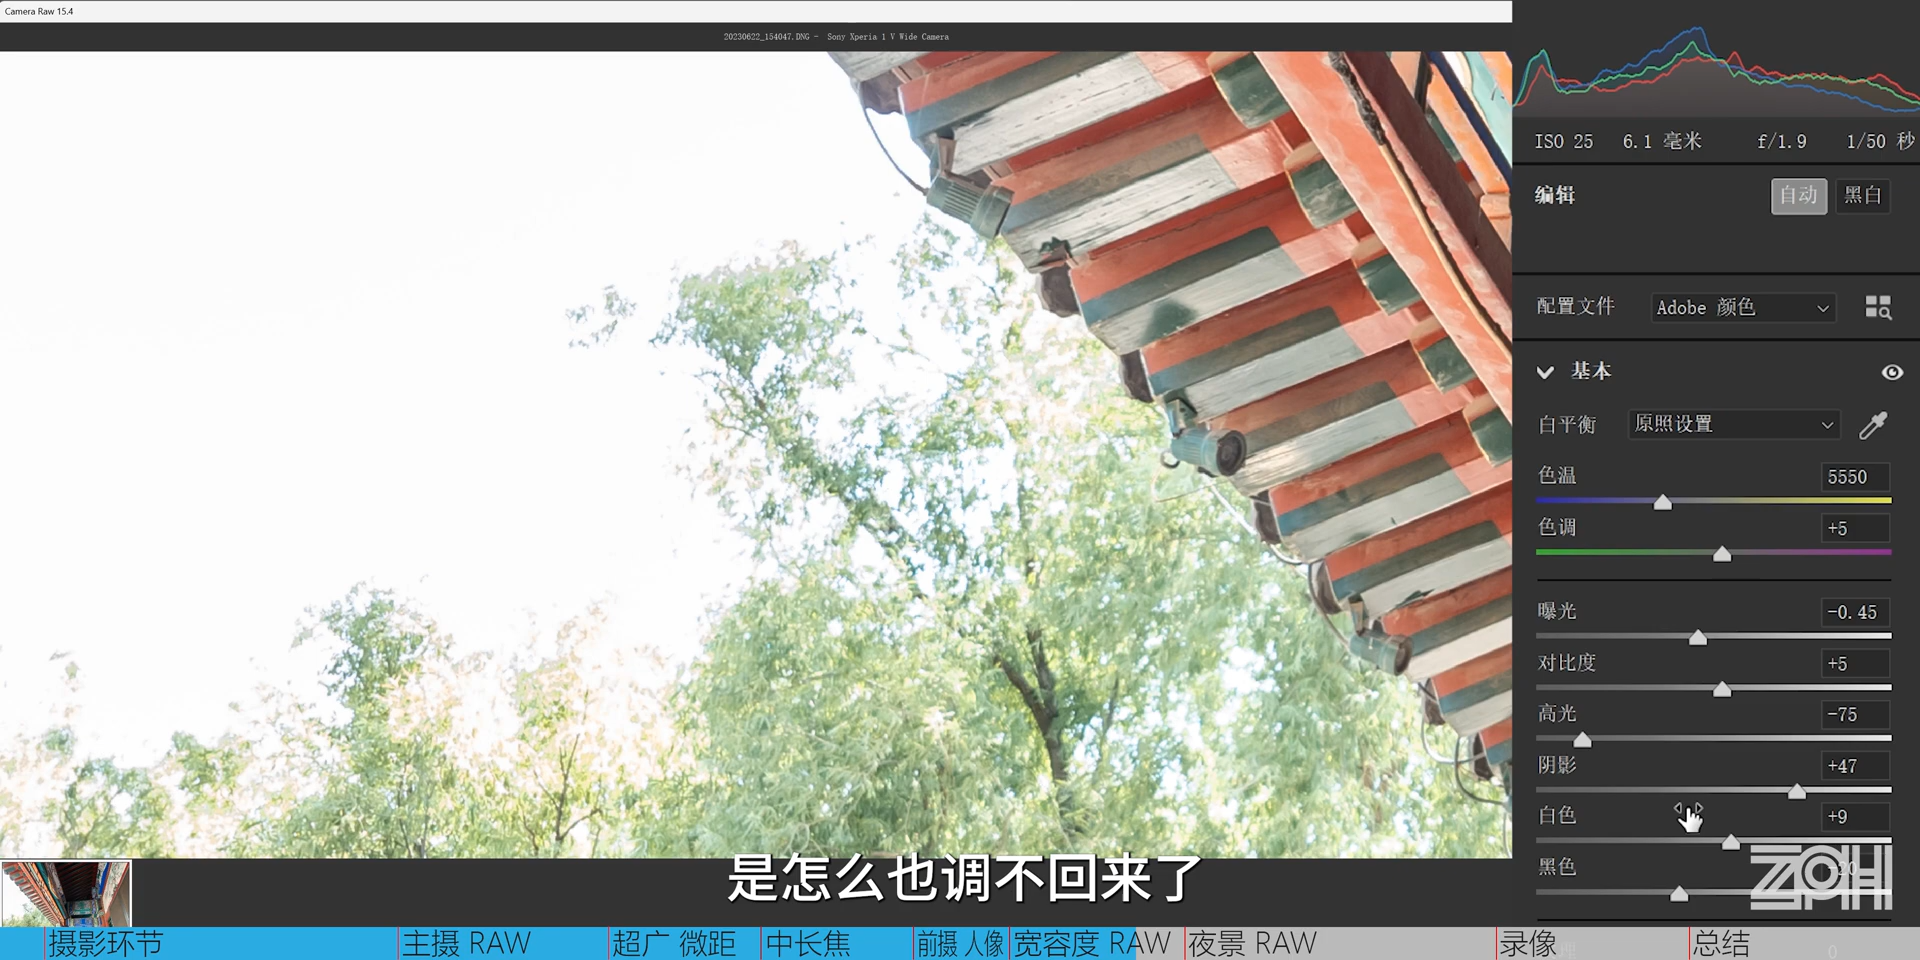 Camera Raw 15.4
20230622_154047.DNG - Sony Xperia 1 V Wide Camera
ISO 25 6.1 毫米 f/1.9 1/50 秒
编辑 自动 黑白
配置文件 Adobe 颜色
基本
白平衡 原照设置
色温 5550
色调 +5
曝光 -0.45
对比度 +5
高光 -75
阴影 +47
白色 +9
黑色 -20
ZPH
是怎么也调不回来了
摄影环节 主摄 RAW 超广 微距 中长焦 前摄 人像 宽容度 RAW 夜景 RAW 录像 总结
0